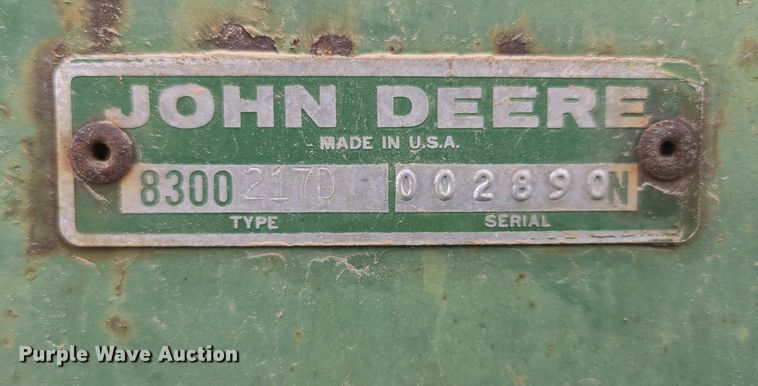 JOHN DEERE
MADE IN U.S.A.
8300 217D 002890N
TYPE SERIAL
Purple Wave Auction